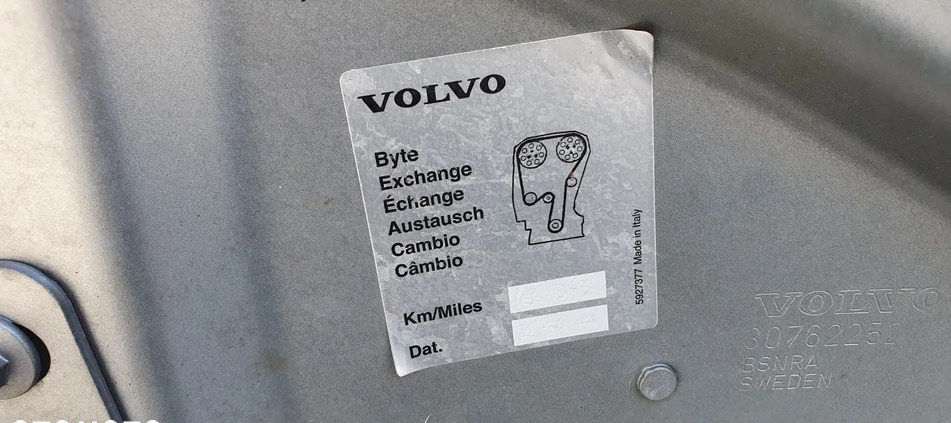 VOLVO
Byte
Exchange
Échange
Austausch
Cambio
Câmbio
Km/Miles
Dat.
5927377 Made in Italy
VOLVO
30762252
BSNRA
SWEDEN